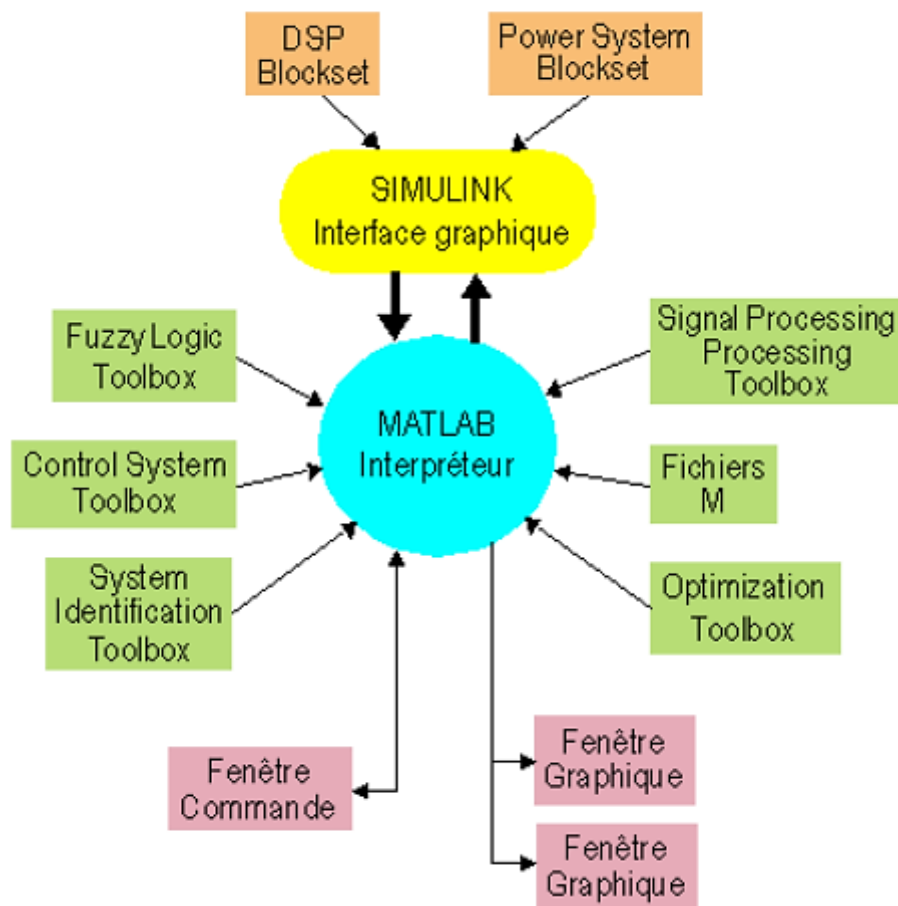 DSP
Blockset
Power System
Blockset
SIMULINK
Interface graphique
Fuzzy Logic
Toolbox
Signal Processing
Processing
Toolbox
MATLAB
Interpréteur
Control System
Toolbox
Fichiers
M
System
Identification
Toolbox
Optimization
Toolbox
Fenêtre
Commande
Fenêtre
Graphique
Fenêtre
Graphique